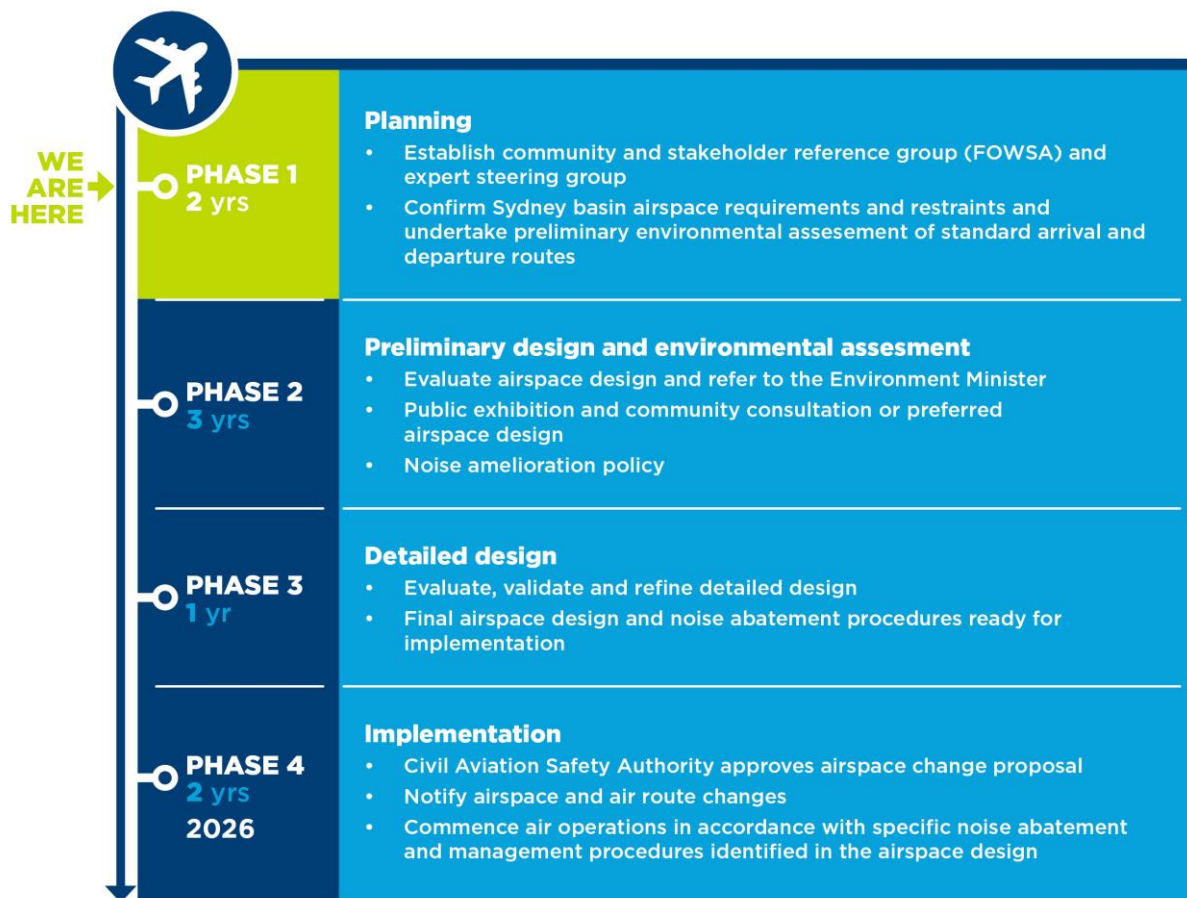 WE
ARE
HERE
PHASE 1
2 yrs
Planning
• Establish community and stakeholder reference group (FOWSA) and
expert steering group
• Confirm Sydney basin airspace requirements and restraints and
undertake preliminary environmental assesement of standard arrival and
departure routes
PHASE 2
3 yrs
Preliminary design and environmental assesment
• Evaluate airspace design and refer to the Environment Minister
• Public exhibition and community consultation or preferred
airspace design
• Noise amelioration policy
PHASE 3
1 yr
Detailed design
• Evaluate, validate and refine detailed design
• Final airspace design and noise abatement procedures ready for
implementation
PHASE 4
2 yrs
2026
Implementation
• Civil Aviation Safety Authority approves airspace change proposal
• Notify airspace and air route changes
• Commence air operations in accordance with specific noise abatement
and management procedures identified in the airspace design